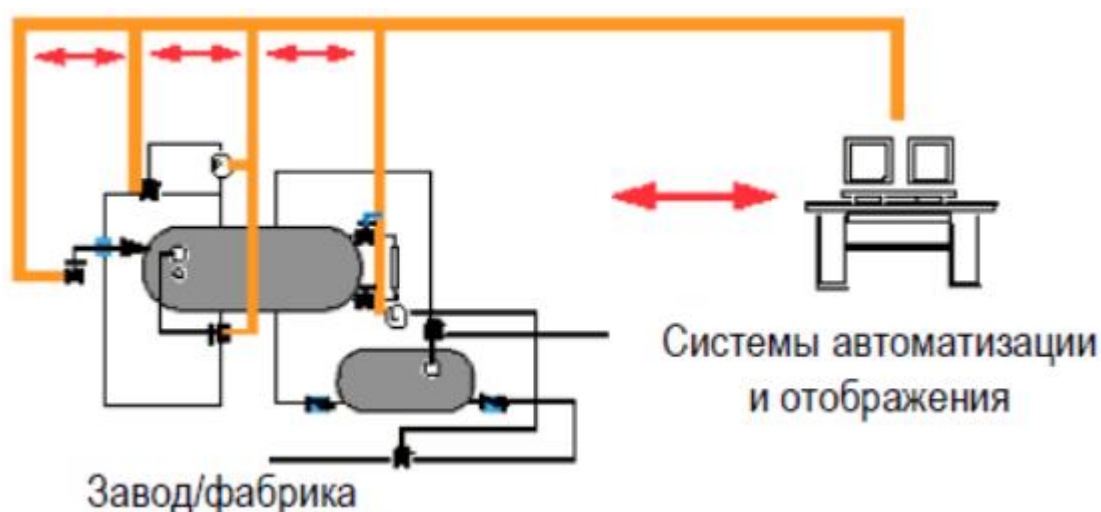 Системы автоматизации
и отображения
Завод/фабрика